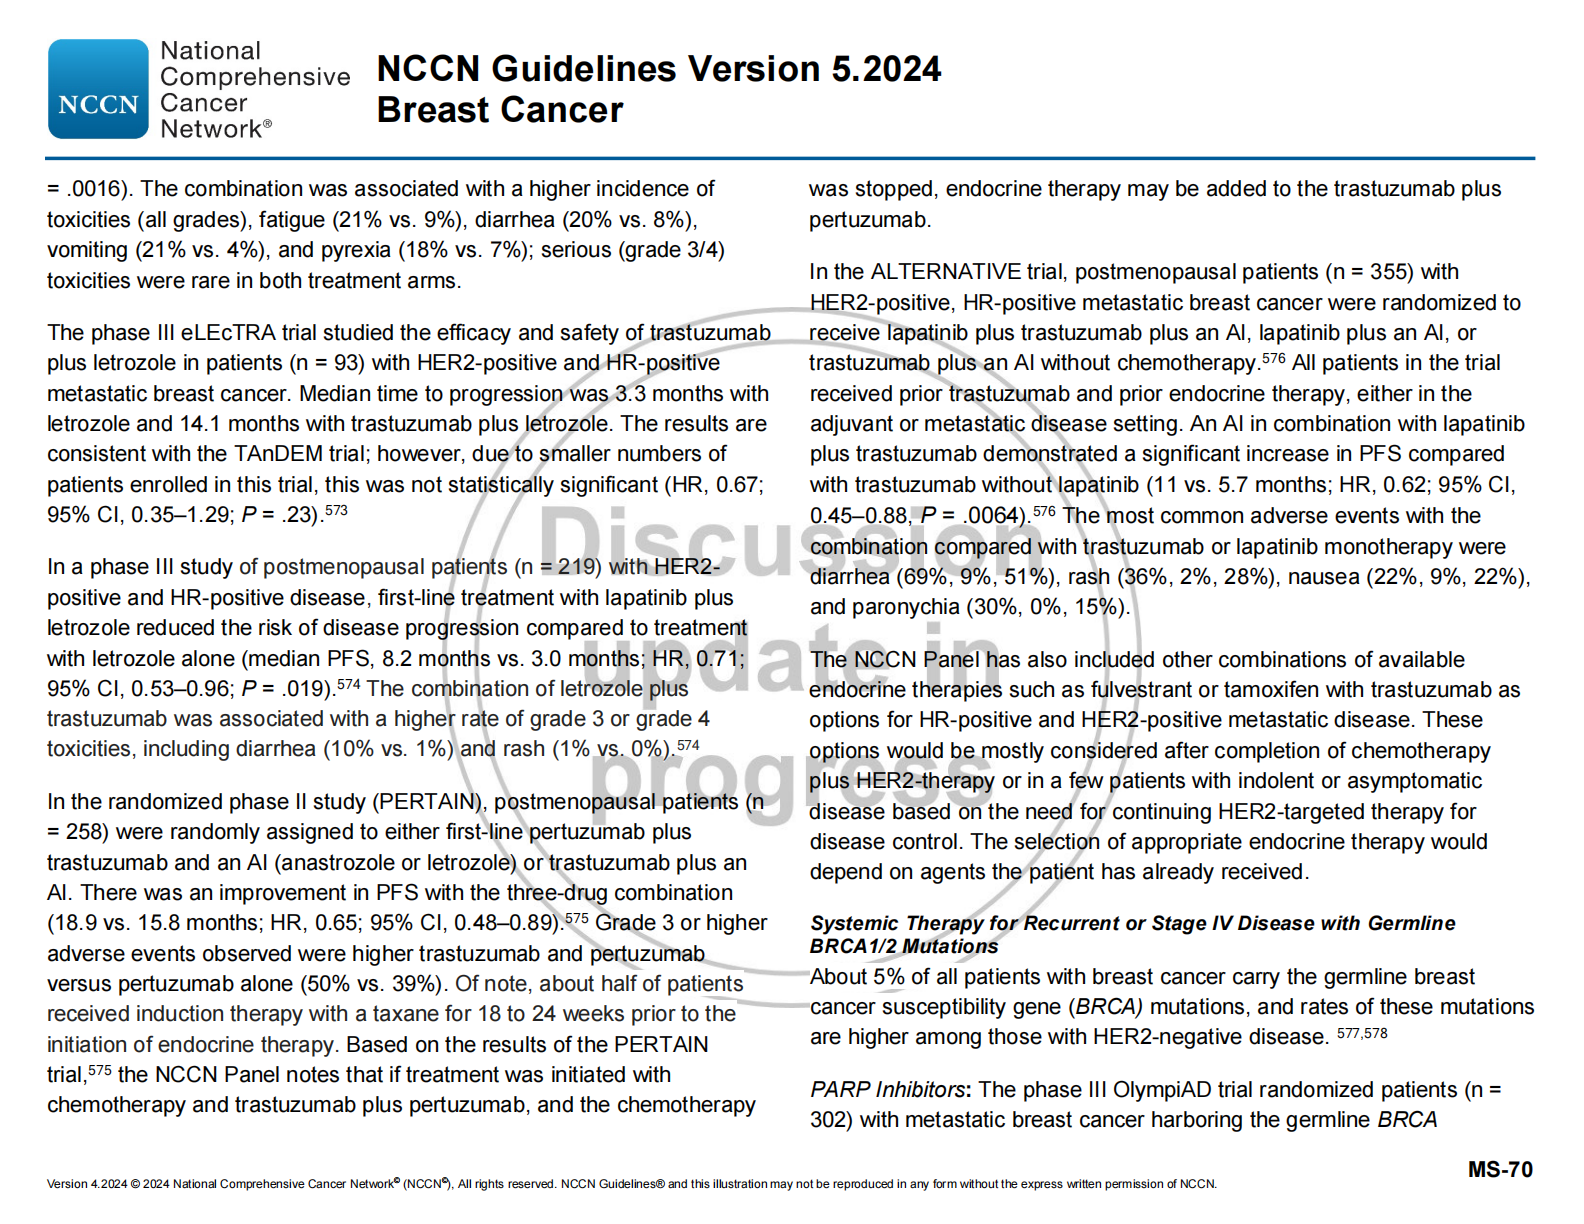 National
Comprehensive
Cancer
Network®
NCCN
NCCN Guidelines Version 5.2024
Breast Cancer
= .0016). The combination was associated with a higher incidence of
toxicities (all grades), fatigue (21% vs. 9%), diarrhea (20% vs. 8%),
vomiting (21% vs. 4%), and pyrexia (18% vs. 7%); serious (grade 3/4)
toxicities were rare in both treatment arms.
The phase III eLEcTRA trial studied the efficacy and safety of trastuzumab
plus letrozole in patients (n = 93) with HER2-positive and HR-positive
metastatic breast cancer. Median time to progression was 3.3 months with
letrozole and 14.1 months with trastuzumab plus letrozole. The results are
consistent with the TAnDEM trial; however, due to smaller numbers of
patients enrolled in this trial, this was not statistically significant (HR, 0.67;
95% CI, 0.35–1.29; P = .23).573
In a phase III study of postmenopausal patients (n = 219) with HER2-
positive and HR-positive disease, first-line treatment with lapatinib plus
letrozole reduced the risk of disease progression compared to treatment
with letrozole alone (median PFS, 8.2 months vs. 3.0 months; HR, 0.71;
95% CI, 0.53–0.96; P = .019).574 The combination of letrozole plus
trastuzumab was associated with a higher rate of grade 3 or grade 4
toxicities, including diarrhea (10% vs. 1%) and rash (1% vs. 0%).574
In the randomized phase II study (PERTAIN), postmenopausal patients (n
= 258) were randomly assigned to either first-line pertuzumab plus
trastuzumab and an AI (anastrozole or letrozole) or trastuzumab plus an
AI. There was an improvement in PFS with the three-drug combination
(18.9 vs. 15.8 months; HR, 0.65; 95% CI, 0.48–0.89).575 Grade 3 or higher
adverse events observed were higher trastuzumab and pertuzumab
versus pertuzumab alone (50% vs. 39%). Of note, about half of patients
received induction therapy with a taxane for 18 to 24 weeks prior to the
initiation of endocrine therapy. Based on the results of the PERTAIN
trial,575 the NCCN Panel notes that if treatment was initiated with
chemotherapy and trastuzumab plus pertuzumab, and the chemotherapy
was stopped, endocrine therapy may be added to the trastuzumab plus
pertuzumab.
In the ALTERNATIVE trial, postmenopausal patients (n = 355) with
HER2-positive, HR-positive metastatic breast cancer were randomized to
receive lapatinib plus trastuzumab plus an AI, lapatinib plus an AI, or
trastuzumab plus an AI without chemotherapy.576 All patients in the trial
received prior trastuzumab and prior endocrine therapy, either in the
adjuvant or metastatic disease setting. An AI in combination with lapatinib
plus trastuzumab demonstrated a significant increase in PFS compared
with trastuzumab without lapatinib (11 vs. 5.7 months; HR, 0.62; 95% CI,
0.45–0.88, P = .0064).576 The most common adverse events with the
combination compared with trastuzumab or lapatinib monotherapy were
diarrhea (69%, 9%, 51%), rash (36%, 2%, 28%), nausea (22%, 9%, 22%),
and paronychia (30%, 0%, 15%).
The NCCN Panel has also included other combinations of available
endocrine therapies such as fulvestrant or tamoxifen with trastuzumab as
options for HR-positive and HER2-positive metastatic disease. These
options would be mostly considered after completion of chemotherapy
plus HER2-therapy or in a few patients with indolent or asymptomatic
disease based on the need for continuing HER2-targeted therapy for
disease control. The selection of appropriate endocrine therapy would
depend on agents the patient has already received.
Systemic Therapy for Recurrent or Stage IV Disease with Germline
BRCA1/2 Mutations
About 5% of all patients with breast cancer carry the germline breast
cancer susceptibility gene (BRCA) mutations, and rates of these mutations
are higher among those with HER2-negative disease. 577,578
PARP Inhibitors: The phase III OlympiAD trial randomized patients (n =
302) with metastatic breast cancer harboring the germline BRCA
Discussion
update in
progress
MS-70
Version 4.2024 © 2024 National Comprehensive Cancer Network© (NCCN©), All rights reserved. NCCN Guidelines® and this illustration may not be reproduced in any form without the express written permission of NCCN.